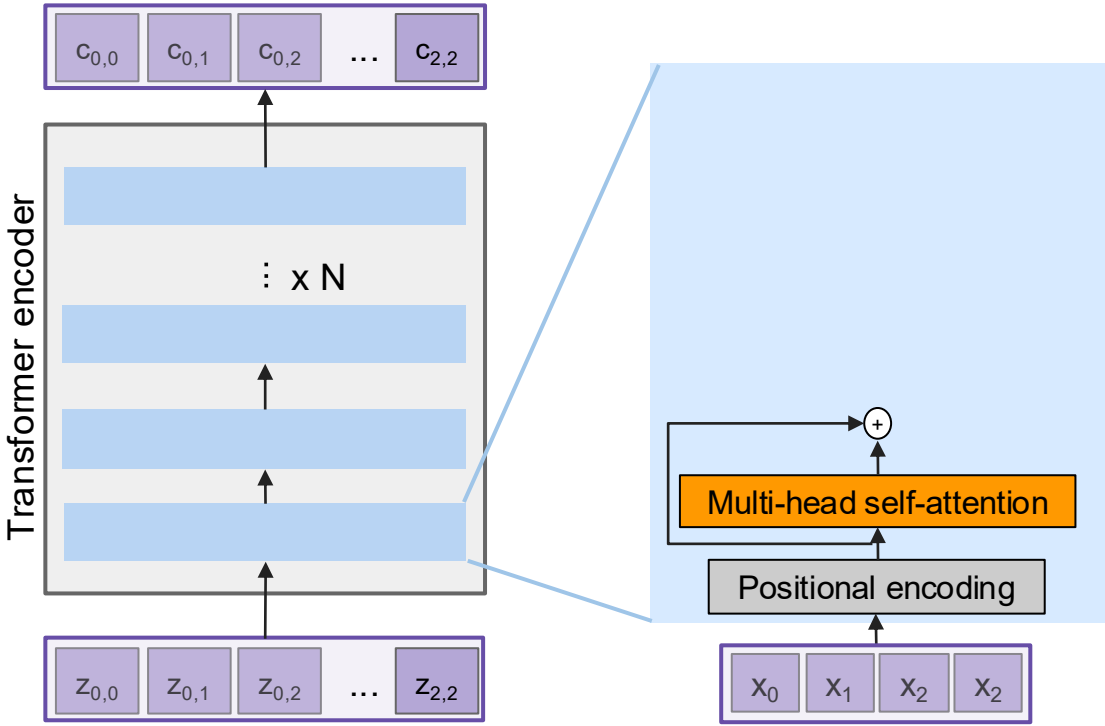 c0,0 c0,1 c0,2 ... c2,2
Transformer encoder
⋮ x N
z0,0 z0,1 z0,2 ... z2,2
+
Multi-head self-attention
Positional encoding
x0 x1 x2 x2